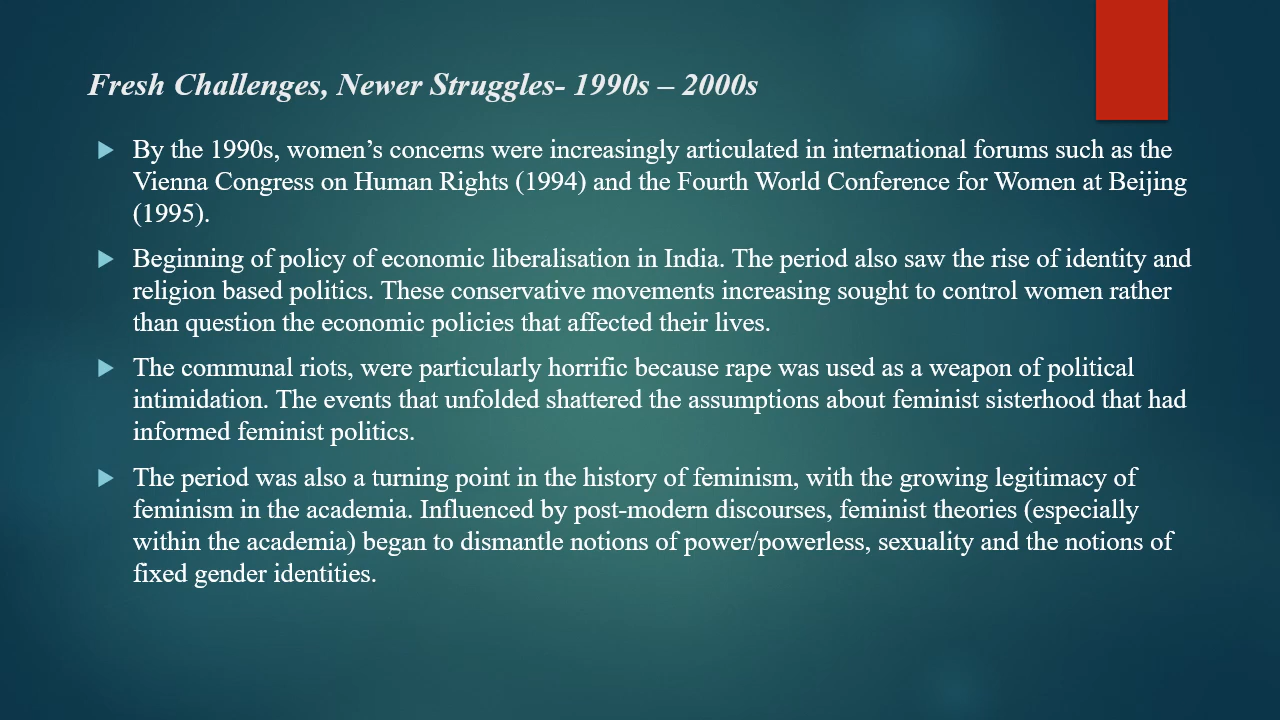 Fresh Challenges, Newer Struggles- 1990s – 2000s
By the 1990s, women’s concerns were increasingly articulated in international forums such as the
Vienna Congress on Human Rights (1994) and the Fourth World Conference for Women at Beijing
(1995).
Beginning of policy of economic liberalisation in India. The period also saw the rise of identity and
religion based politics. These conservative movements increasing sought to control women rather
than question the economic policies that affected their lives.
The communal riots, were particularly horrific because rape was used as a weapon of political
intimidation. The events that unfolded shattered the assumptions about feminist sisterhood that had
informed feminist politics.
The period was also a turning point in the history of feminism, with the growing legitimacy of
feminism in the academia. Influenced by post-modern discourses, feminist theories (especially
within the academia) began to dismantle notions of power/powerless, sexuality and the notions of
fixed gender identities.